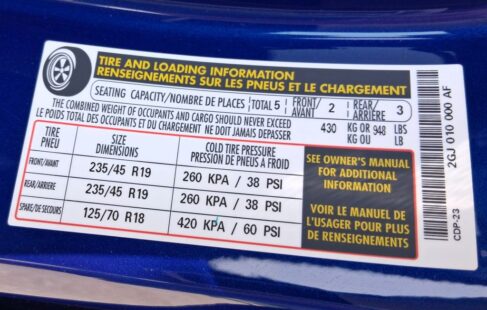 TIRE AND LOADING INFORMATION
RENSEIGNEMENTS SUR LES PNEUS ET LE CHARGEMENT
SEATING CAPACITY/NOMBRE DE PLACES TOTAL 5 FRONT/AVANT 2 REAR/ARRIÈRE 3
THE COMBINED WEIGHT OF OCCUPANTS AND CARGO SHOULD NEVER EXCEED 430 KG OR 948 LBS
LE POIDS TOTAL DES OCCUPANTS ET DU CHARGEMENT NE DOIT JAMAIS DEPASSER KG OU LB
TIRE PNEU SIZE DIMENSIONS COLD TIRE PRESSURE PRESSION DE PNEU A FROID
FRONT/AVANT 235/45 R19 260 KPA / 38 PSI
REAR/ARRIERE 235/45 R19 260 KPA / 38 PSI
SPARE/DE SECOURS 125/70 R18 420 KPA / 60 PSI
SEE OWNER'S MANUAL
FOR ADDITIONAL
INFORMATION
VOIR LE MANUEL DE
L'USAGER POUR PLUS
DE RENSEIGNEMENTS
2GJ 010 000 AF
CDP-23